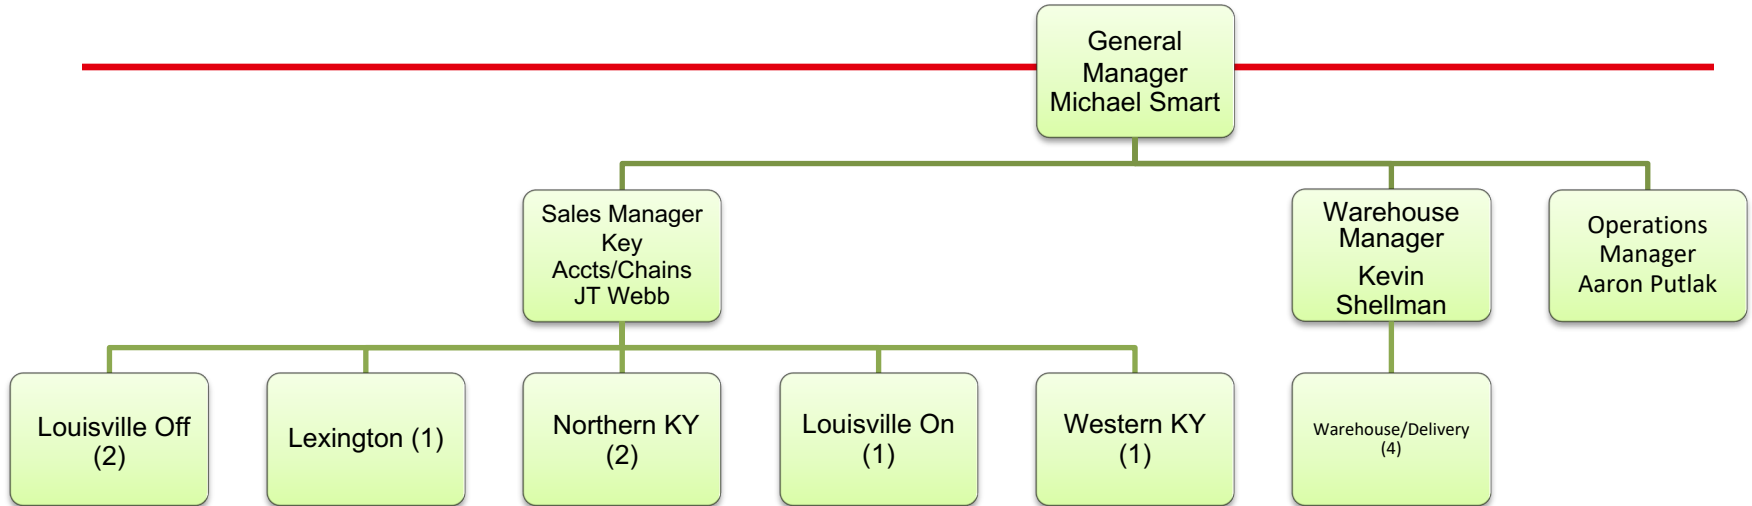 General
Manager
Michael Smart
Sales Manager
Key
Accts/Chains
JT Webb
Warehouse
Manager
Kevin
Shellman
Operations
Manager
Aaron Putlak
Louisville Off
(2)
Lexington (1)
Northern KY
(2)
Louisville On
(1)
Western KY
(1)
Warehouse/Delivery
(4)